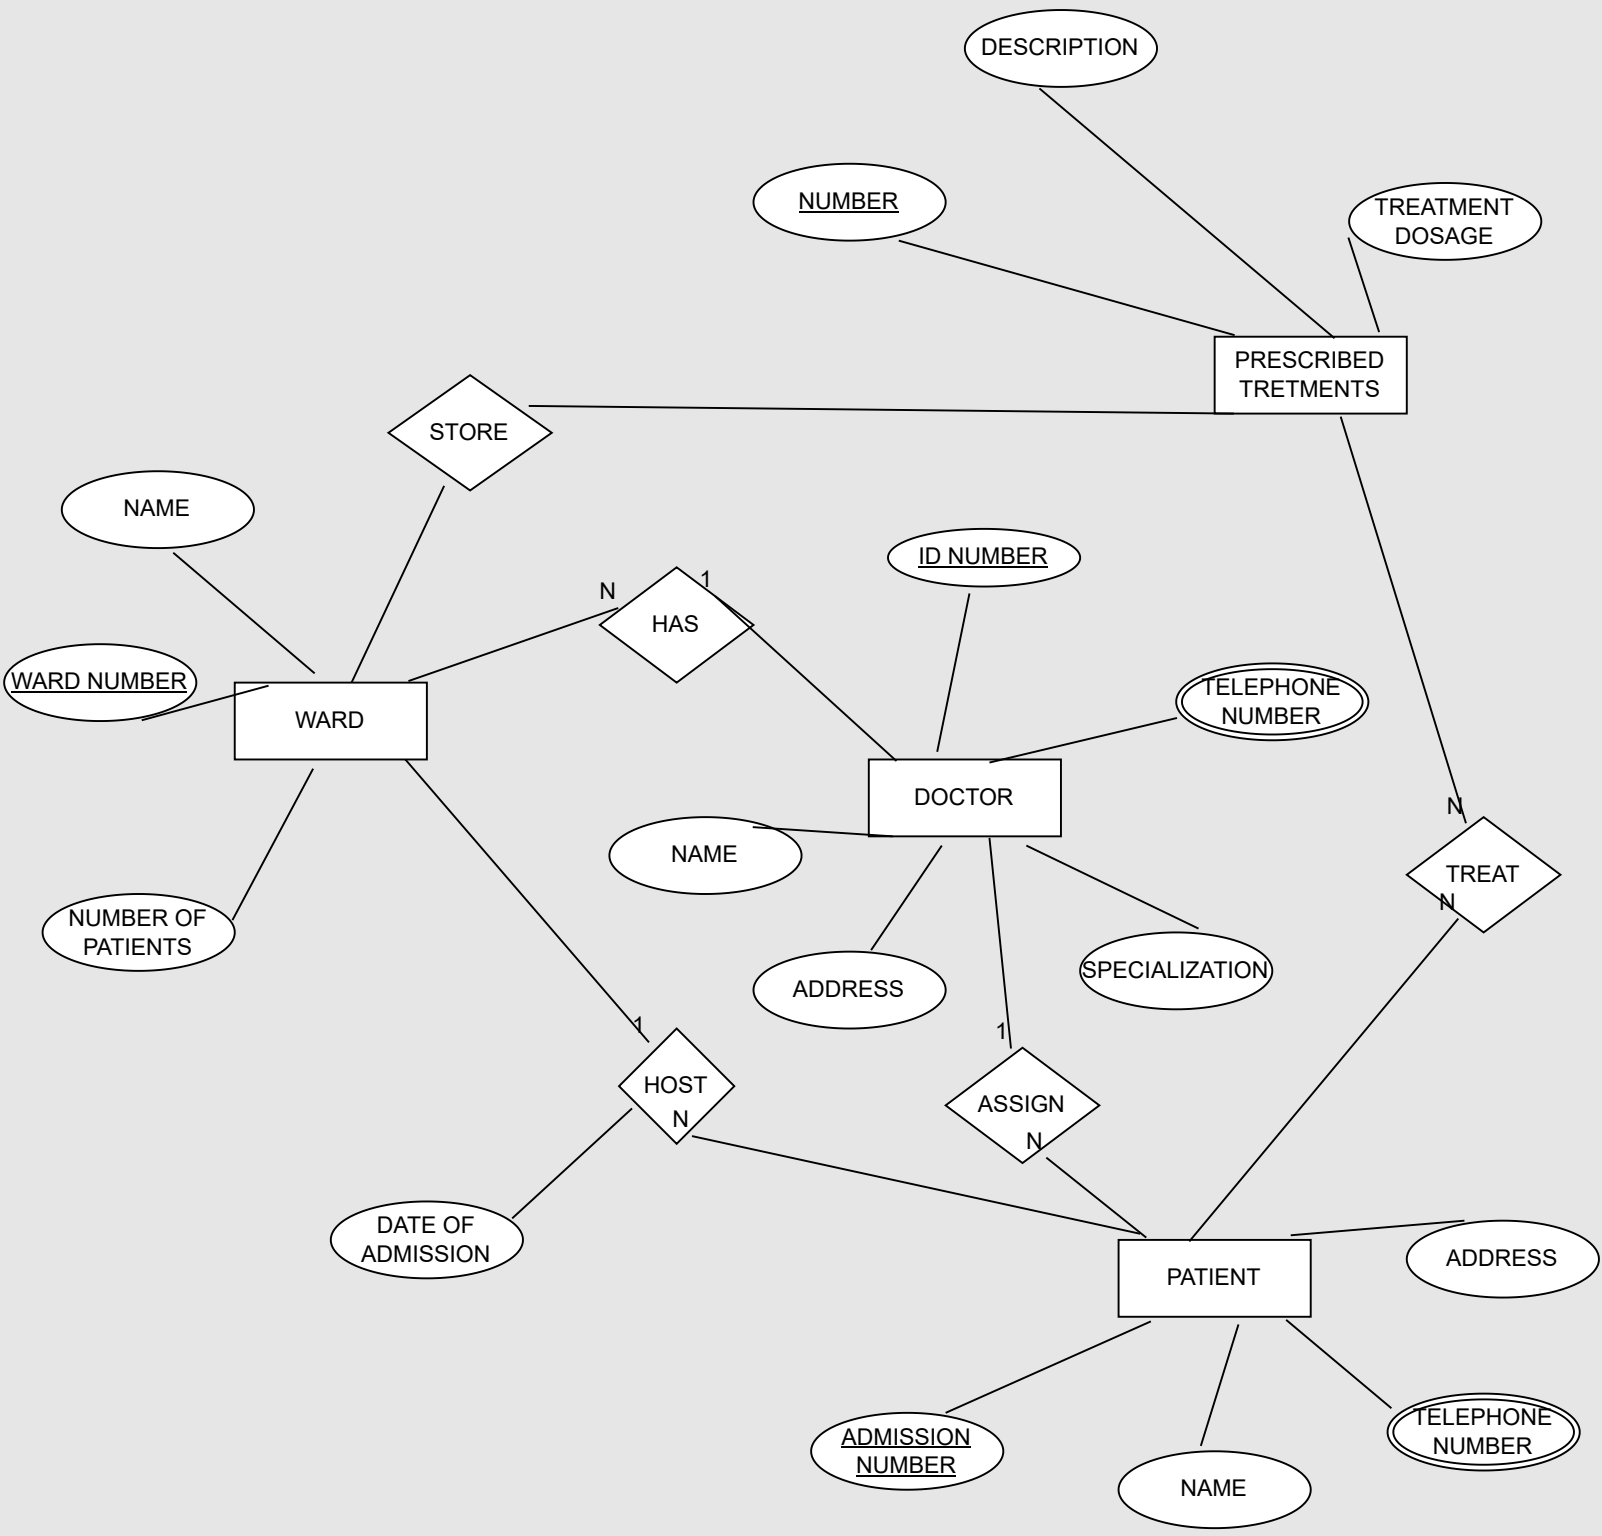 DESCRIPTION
NUMBER
TREATMENT
DOSAGE
PRESCRIBED
TRETMENTS
STORE
NAME
ID NUMBER
N
1
HAS
WARD NUMBER
TELEPHONE
NUMBER
WARD
DOCTOR
N
NAME
TREAT
N
NUMBER OF
PATIENTS
SPECIALIZATION
ADDRESS
1
1
HOST
N
ASSIGN
N
DATE OF
ADMISSION
ADDRESS
PATIENT
TELEPHONE
NUMBER
ADMISSION
NUMBER
NAME